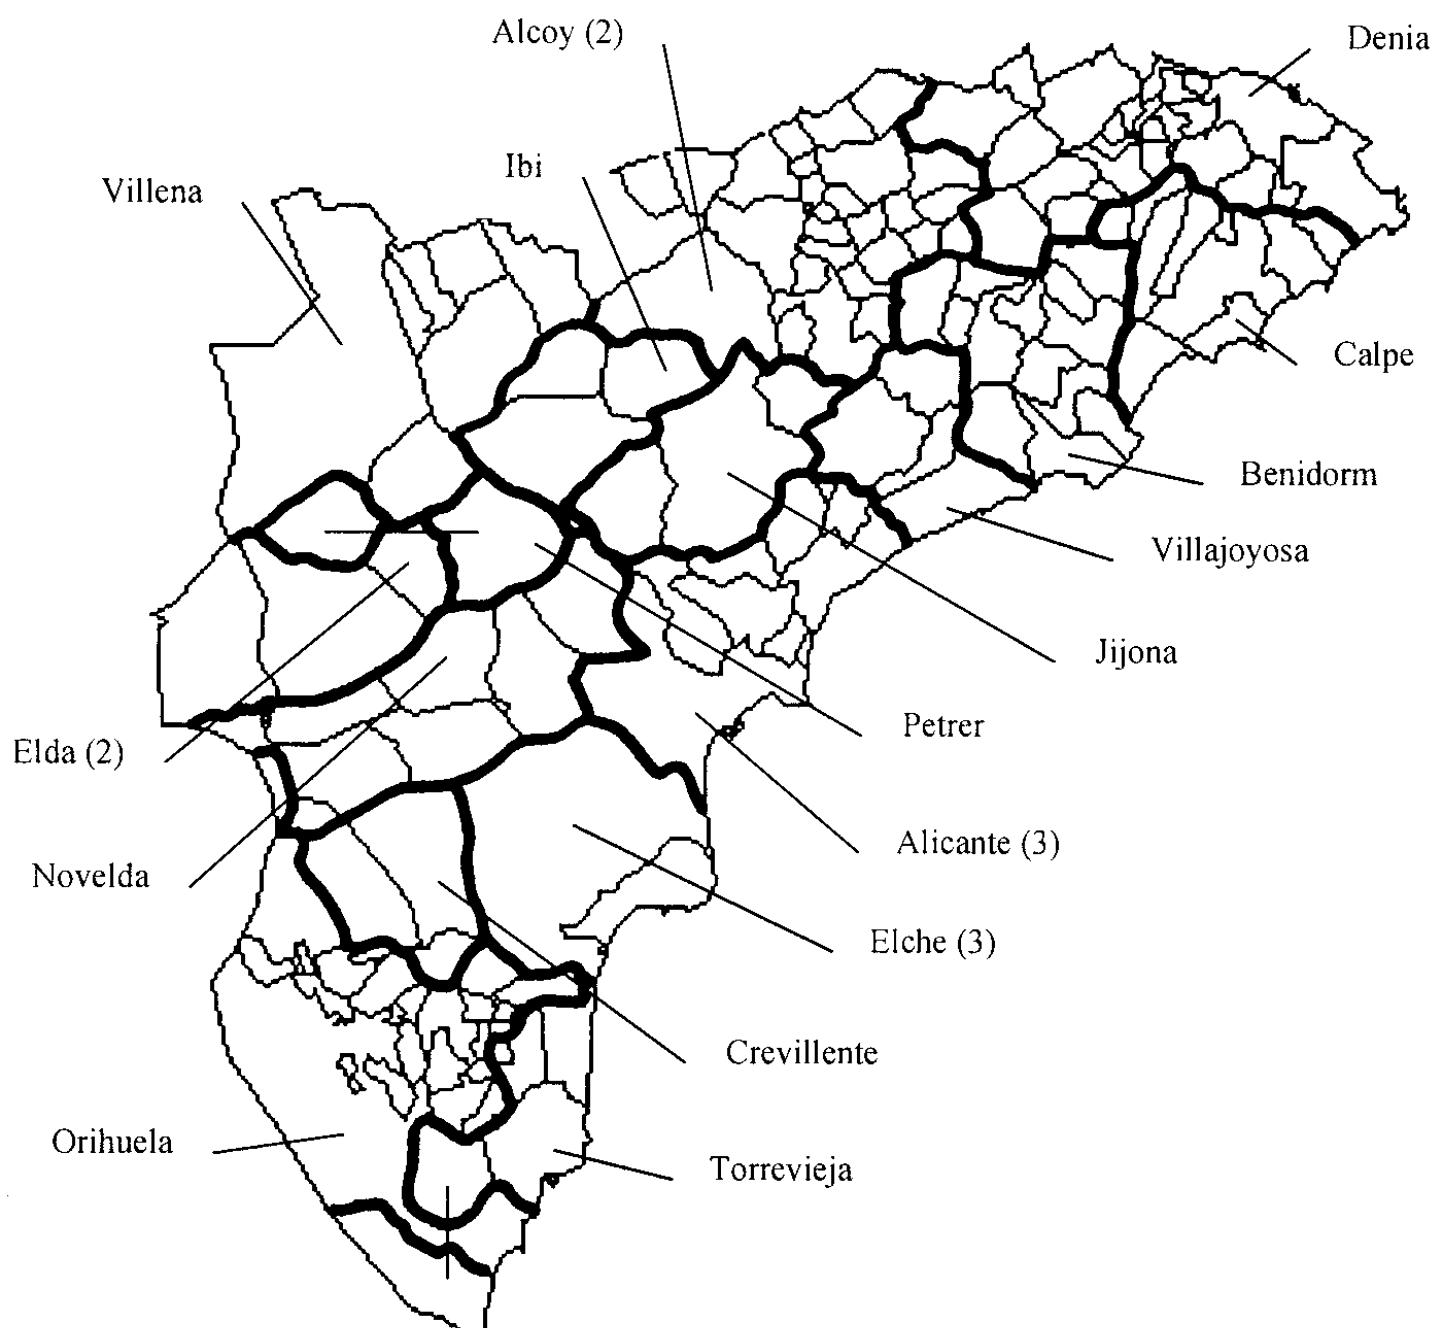 Alcoy (2)
Denia
Ibi
Villena
Calpe
Benidorm
Villajoyosa
Jijona
Petrer
Elda (2)
Alicante (3)
Novelda
Elche (3)
Crevillente
Orihuela
Torrevieja